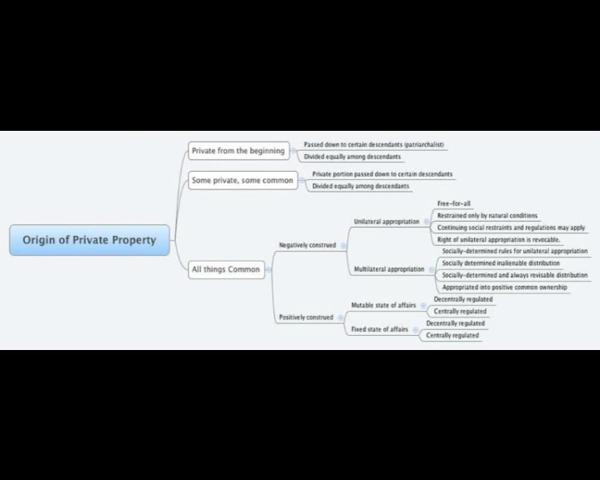 Origin of Private Property
Private from the beginning
Passed down to certain descendants (patriarchalist)
Divided equally among descendants
Some private, some common
Private portion passed down to certain descendants
Divided equally among descendants
All things Common
Negatively construed
Unilateral appropriation
Free-for-all
Restrained only by natural conditions
Continuing social restraints and regulations may apply
Right of unilateral appropriation is revocable.
Multilateral appropriation
Socially-determined rules for unilateral appropriation
Socially determined inalienable distribution
Socially-determined and always revisable distribution
Appropriated into positive common ownership
Positively construed
Mutable state of affairs
Decentrally regulated
Centrally regulated
Fixed state of affairs
Decentrally regulated
Centrally regulated